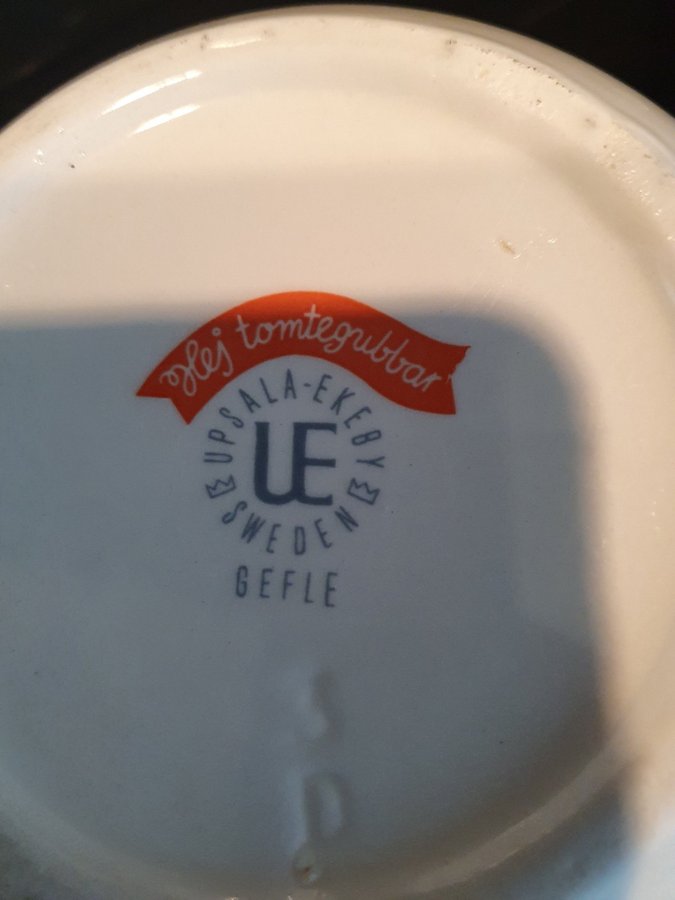 Hej tomtegubbar
UPSALA-EKEBY
UE
SWEDEN
GEFLE